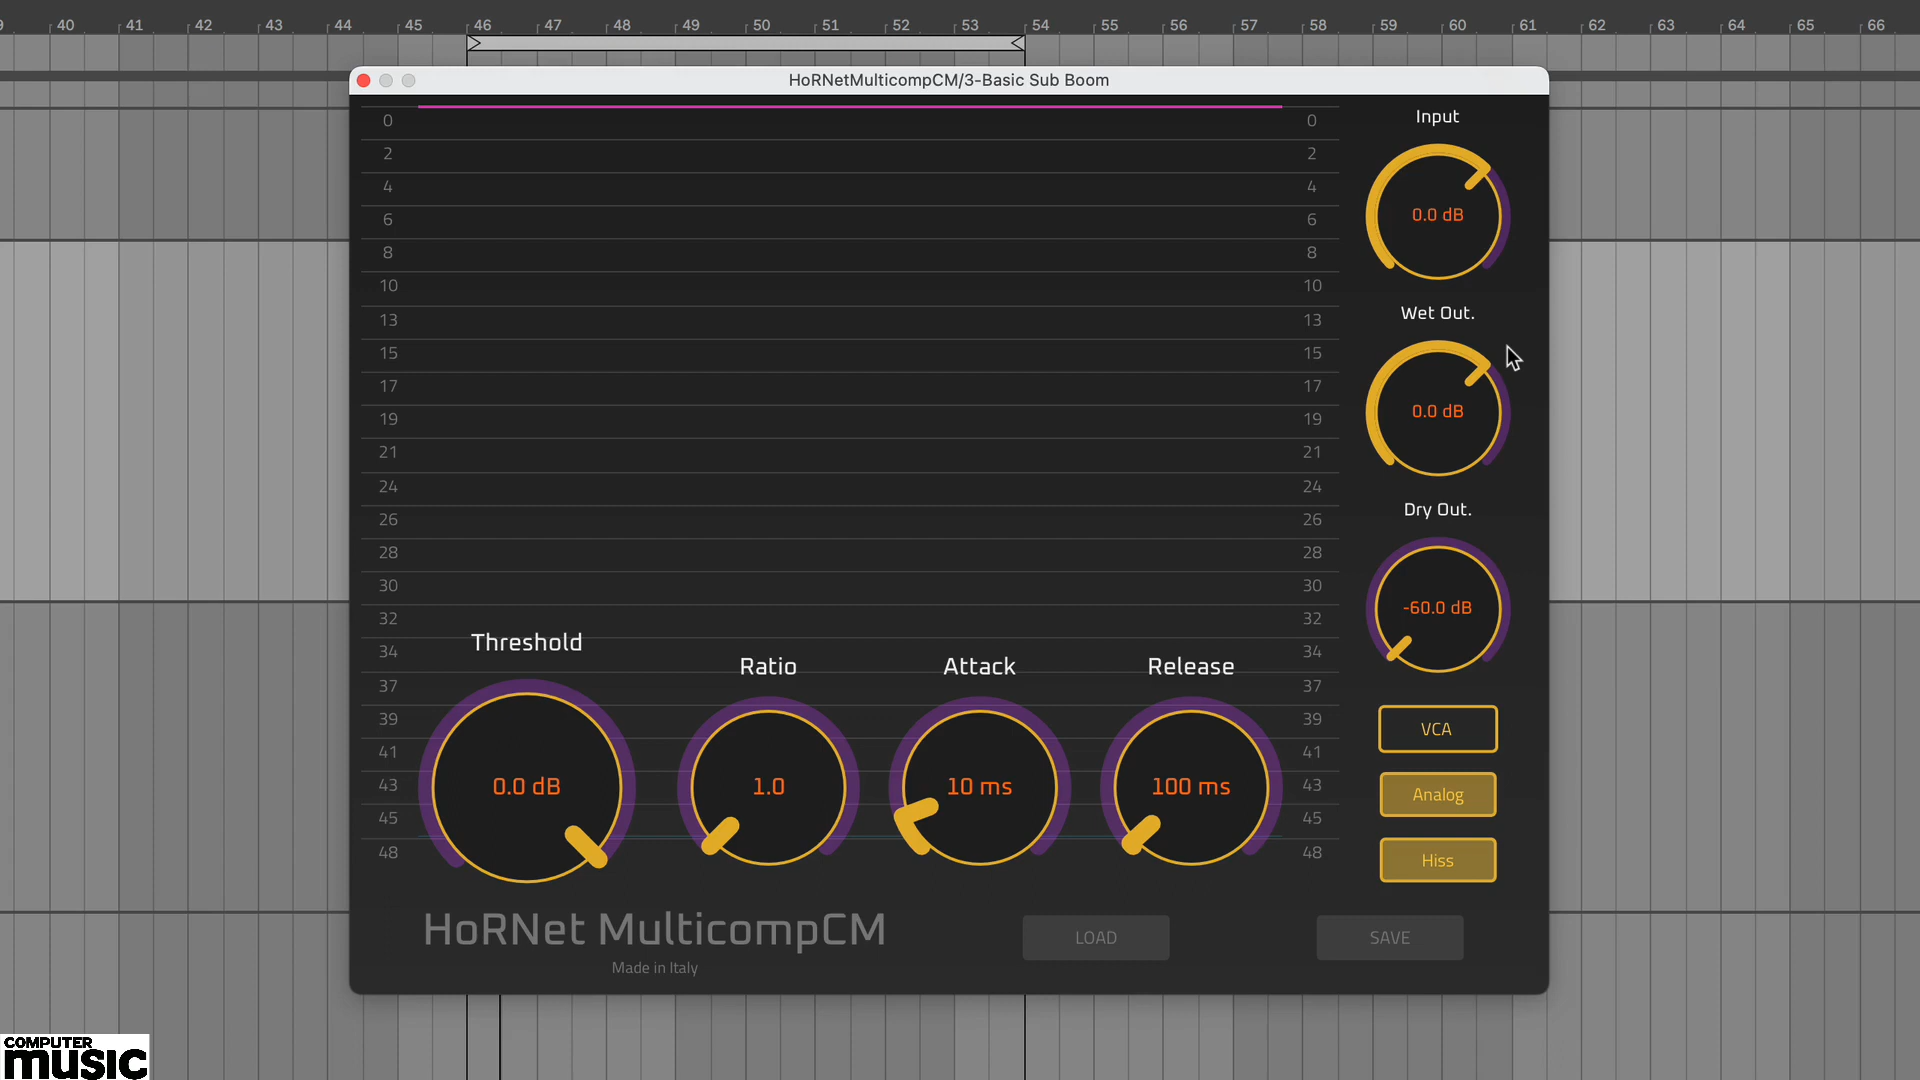 40 41 42 43 44 45 46 47 48 49 50 51 52 53 54 55 56 57 58 59 60 61 62 63 64 65 66
HoRNetMulticompCM/3-Basic Sub Boom
0 0
2 2
4 4
6 6
8 8
10 10
13 13
15 15
17 17
19 19
21 21
24 24
26 26
28 28
30 30
32 32
34 34
37 37
39 39
41 41
43 43
45 45
48 48
Input
0.0 dB
Wet Out.
0.0 dB
Dry Out.
-60.0 dB
VCA
Analog
Hiss
Threshold
0.0 dB
Ratio
1.0
Attack
10 ms
Release
100 ms
HoRNet MulticompCM
Made in Italy
LOAD
SAVE
COMPUTER
music